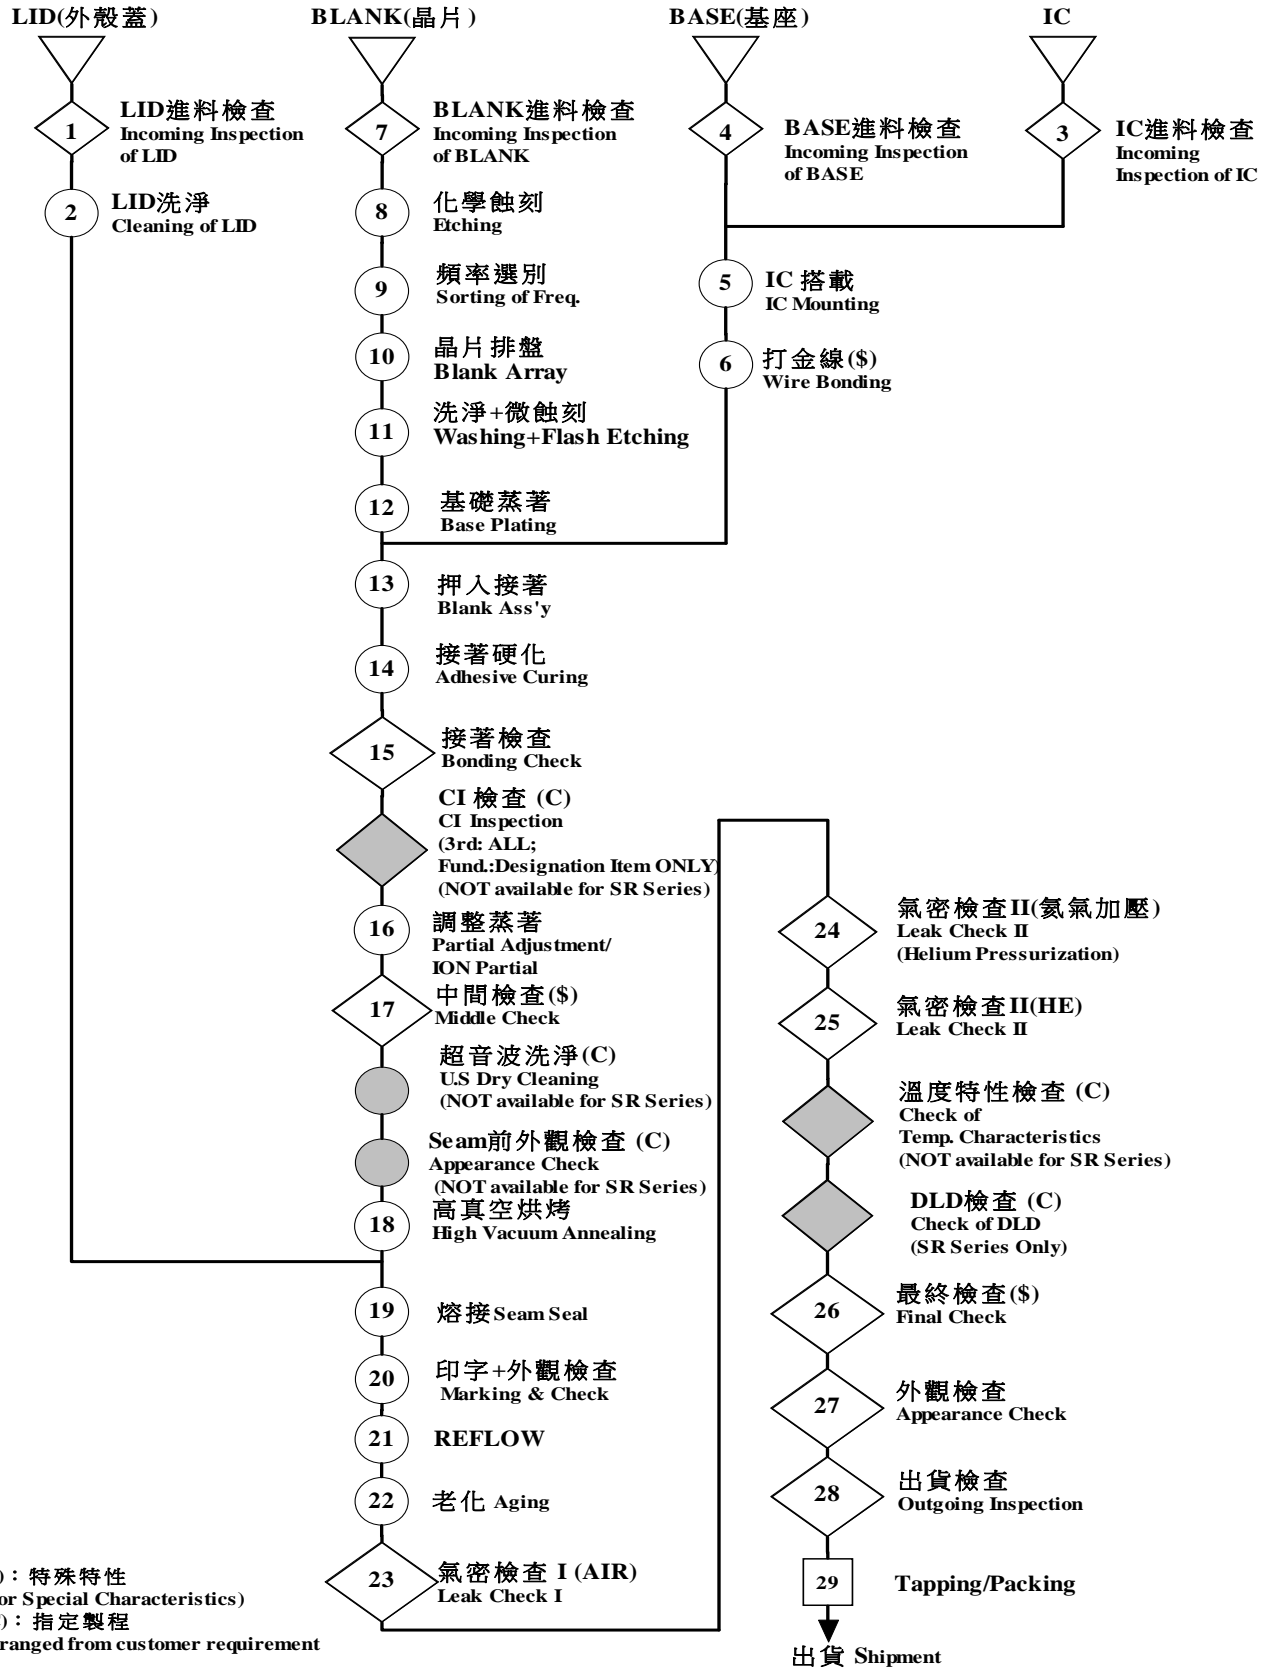 LID(外殼蓋)
1
LID進料檢查
Incoming Inspection
of LID
2
LID洗淨
Cleaning of LID
BLANK(晶片)
7
BLANK進料檢查
Incoming Inspection
of BLANK
8
化學蝕刻
Etching
9
頻率選別
Sorting of Freq.
10
晶片排盤
Blank Array
11
洗淨+微蝕刻
Washing+Flash Etching
12
基礎蒸著
Base Plating
BASE(基座)
4
BASE進料檢查
Incoming Inspection
of BASE
IC
3
IC進料檢查
Incoming
Inspection of IC
5
IC 搭載
IC Mounting
6
打金線($)
Wire Bonding
13
押入接著
Blank Ass'y
14
接著硬化
Adhesive Curing
15
接著檢查
Bonding Check
CI 檢查 (C)
CI Inspection
(3rd: ALL;
Fund.:Designation Item ONLY)
(NOT available for SR Series)
16
調整蒸著
Partial Adjustment/
ION Partial
17
中間檢查($)
Middle Check
超音波洗淨(C)
U.S Dry Cleaning
(NOT available for SR Series)
Seam前外觀檢查 (C)
Appearance Check
(NOT available for SR Series)
18
高真空烘烤
High Vacuum Annealing
19
熔接 Seam Seal
20
印字+外觀檢查
Marking & Check
21
REFLOW
22
老化 Aging
23
氣密檢查 I (AIR)
Leak Check I
24
氣密檢查II(氦氣加壓)
Leak Check II
(Helium Pressurization)
25
氣密檢查II(HE)
Leak Check II
溫度特性檢查 (C)
Check of
Temp. Characteristics
(NOT available for SR Series)
DLD檢查 (C)
Check of DLD
(SR Series Only)
26
最終檢查($)
Final Check
27
外觀檢查
Appearance Check
28
出貨檢查
Outgoing Inspection
29
Tapping/Packing
出貨 Shipment
)：特殊特性
or Special Characteristics)
)：指定製程
ranged from customer requirement